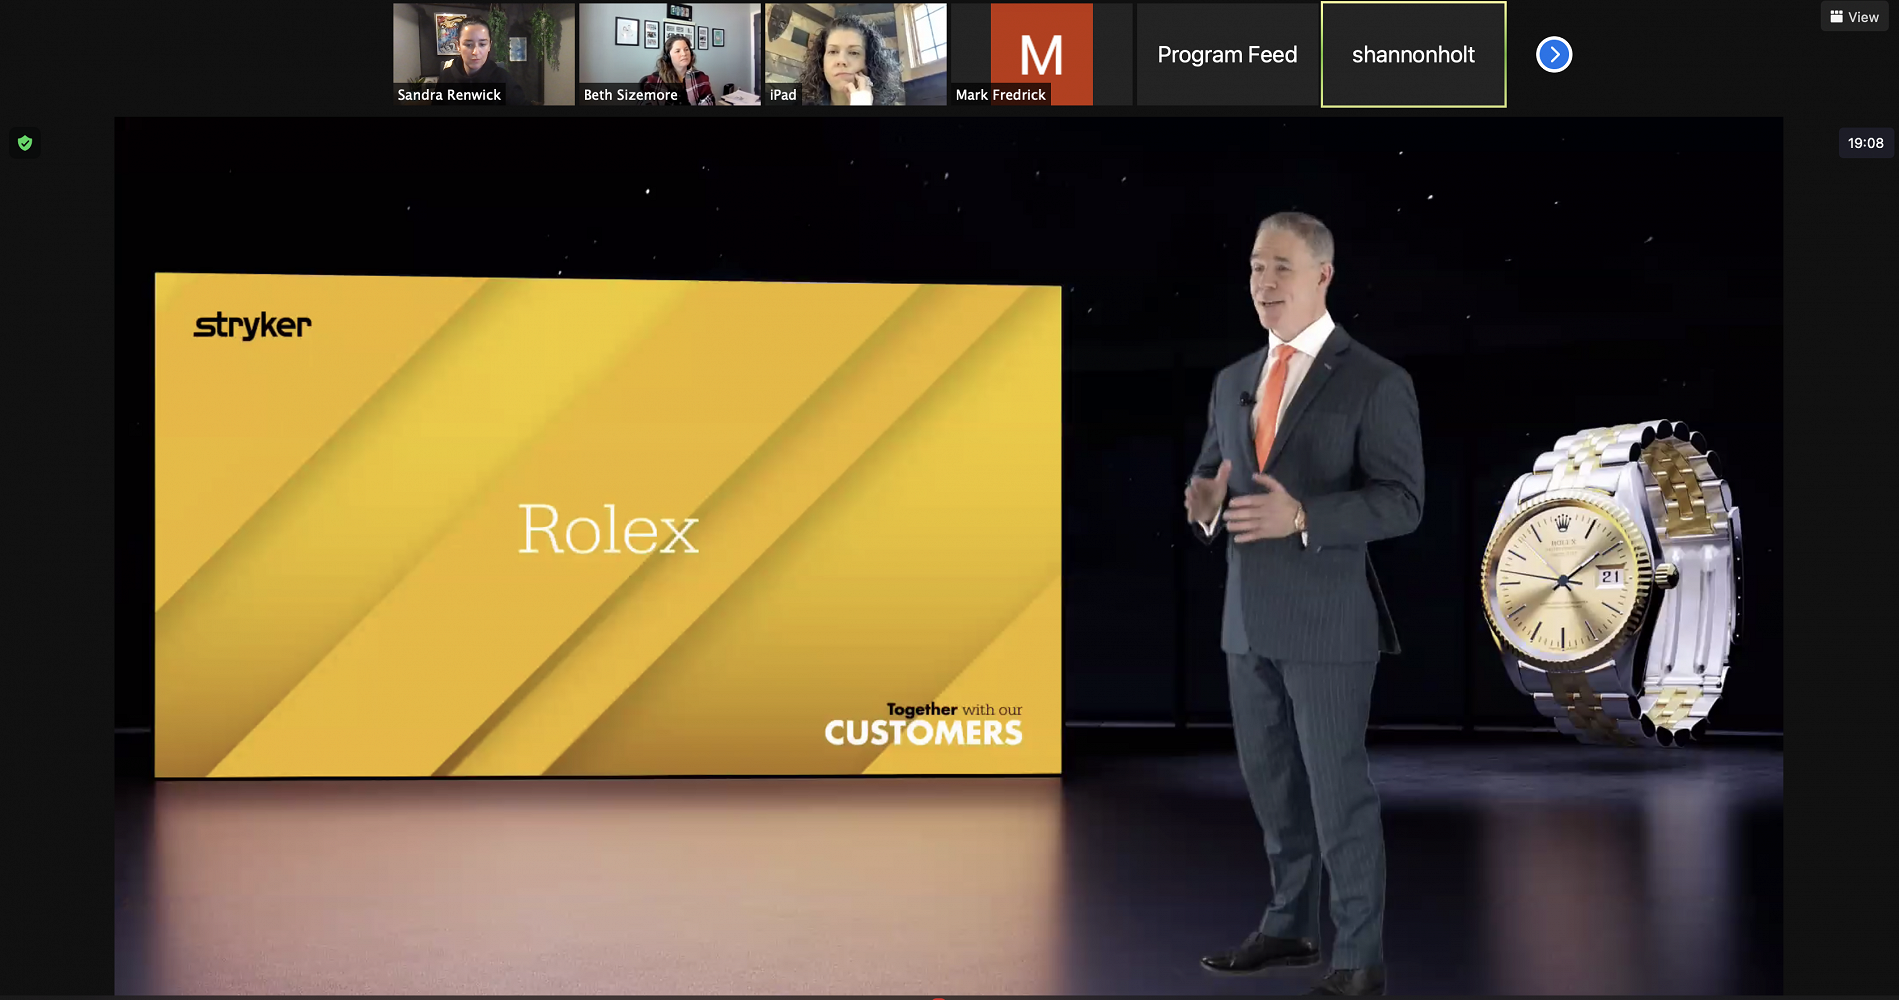 View
M
Program Feed
shannonholt
Sandra Renwick
Beth Sizemore
iPad
Mark Fredrick
19:08
stryker
Rolex
Together with our
CUSTOMERS
ROLEX
21